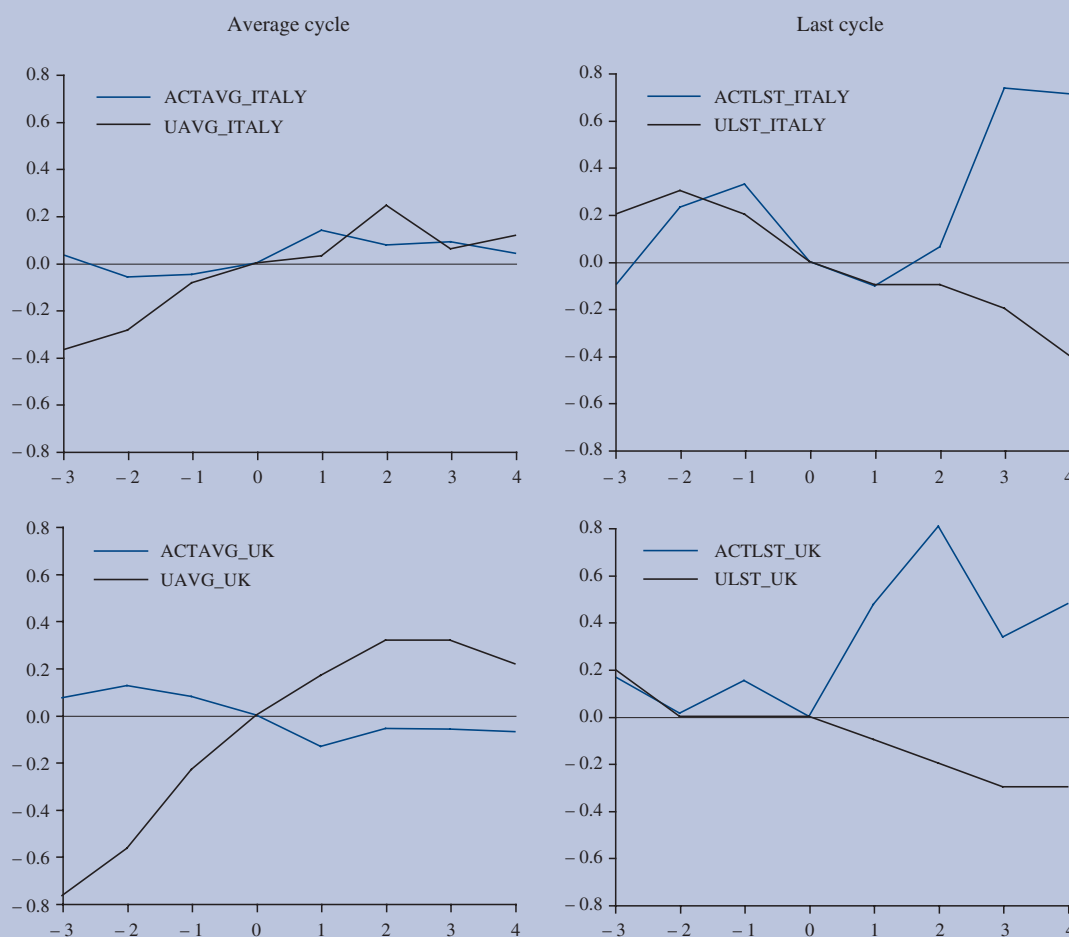 Average cycle
Last cycle
0.8
0.6
0.4
0.2
0.0
– 0.2
– 0.4
– 0.6
– 0.8
ACTAVG_ITALY
UAVG_ITALY
– 3 – 2 – 1 0 1 2 3 4
0.8
0.6
0.4
0.2
0.0
– 0.2
– 0.4
– 0.6
– 0.8
ACTLST_ITALY
ULST_ITALY
– 3 – 2 – 1 0 1 2 3 4
0.8
0.6
0.4
0.2
0.0
– 0.2
– 0.4
– 0.6
– 0.8
ACTAVG_UK
UAVG_UK
– 3 – 2 – 1 0 1 2 3 4
0.8
0.6
0.4
0.2
0.0
– 0.2
– 0.4
– 0.6
– 0.8
ACTLST_UK
ULST_UK
– 3 – 2 – 1 0 1 2 3 4